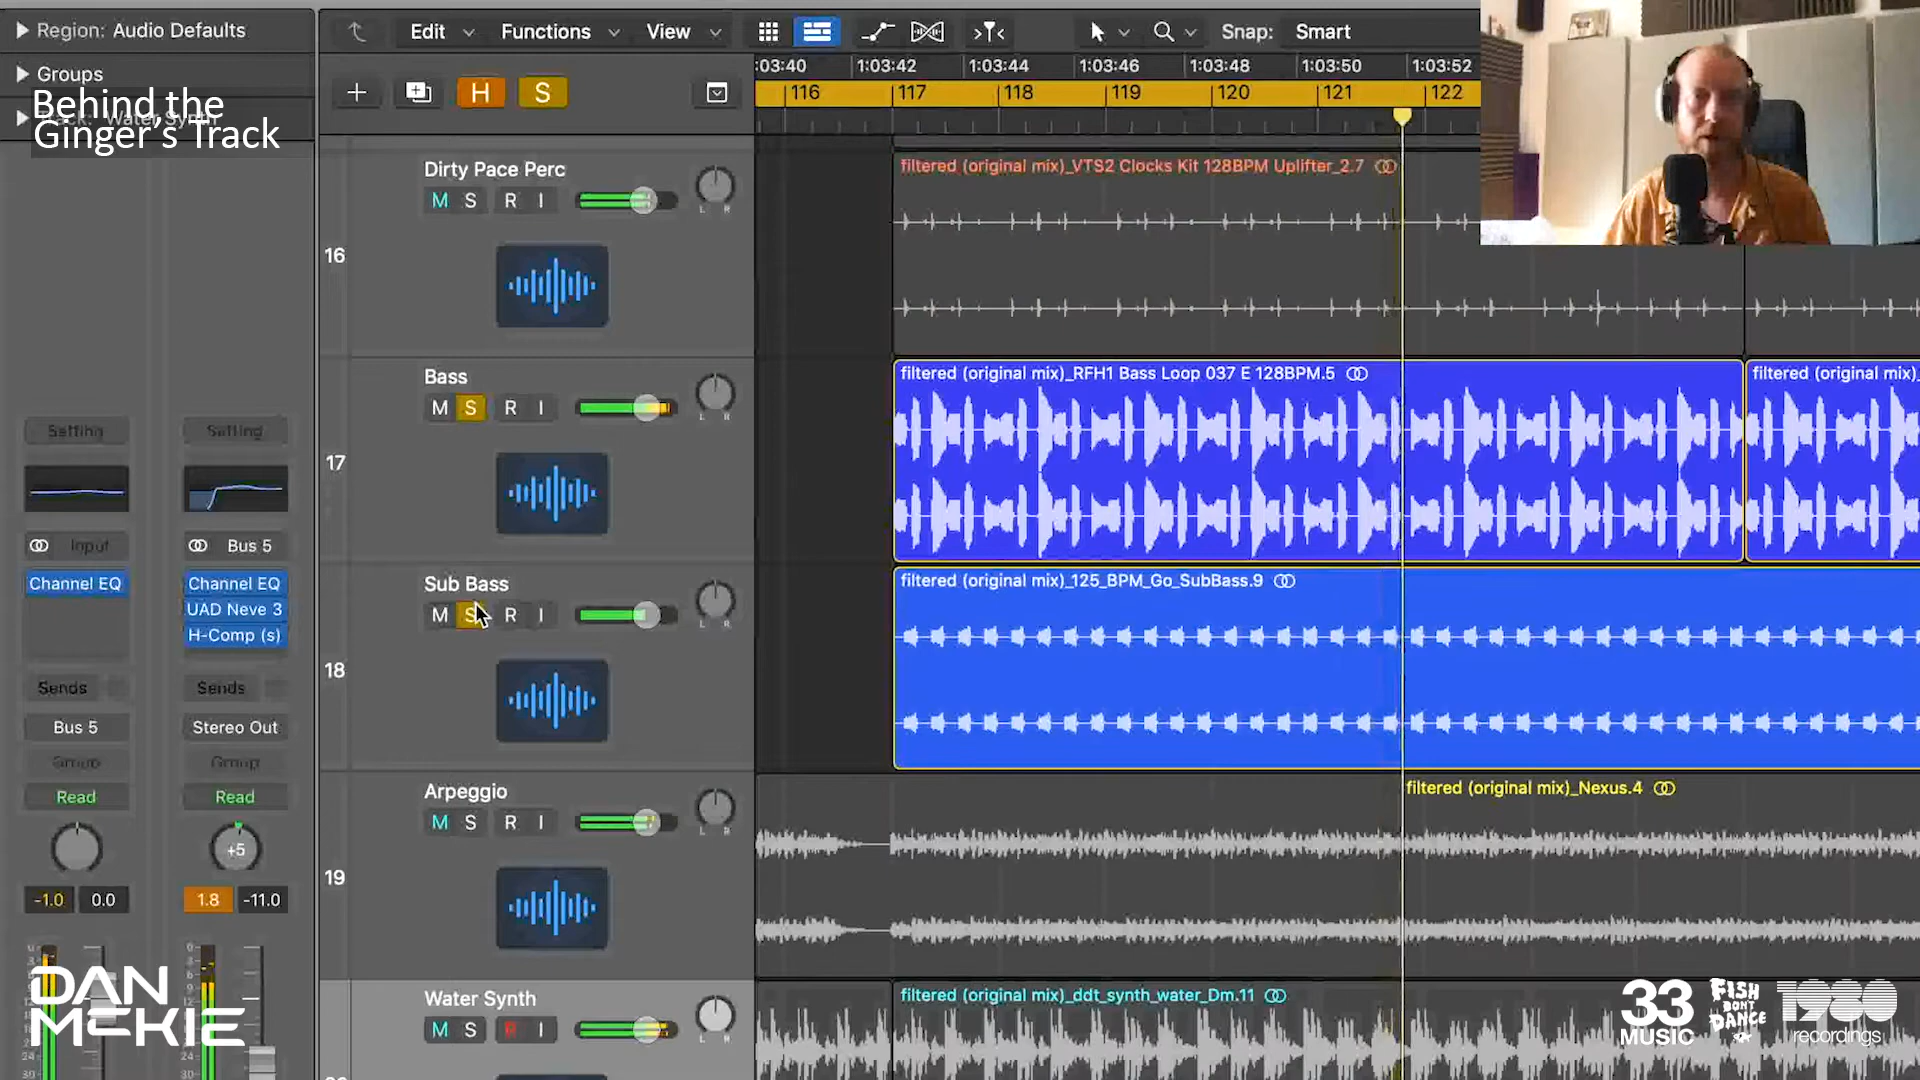 Region: Audio Defaults
Groups
Behind the
Ginger's Track
Edit Functions View Snap: Smart
H S
1:03:40 1:03:42 1:03:44 1:03:46 1:03:48 1:03:50 1:03:52
116 117 118 119 120 121 122
Dirty Pace Perc
M S R I
L R
16
filtered (original mix)_VTS2 Clocks Kit 128BPM Uplifter_2.7
Bass
M S R I
L R
17
filtered (original mix)_RFH1 Bass Loop 037 E 128BPM.5
filtered (original mix)_
Sub Bass
M S R I
L R
18
filtered (original mix)_125_BPM_Go_SubBass.9
Arpeggio
M S R I
L R
19
filtered (original mix)_Nexus.4
Water Synth
M S R I
L R
filtered (original mix)_ddt_synth_water_Dm.11
Setting Setting
Input Bus 5
Channel EQ Channel EQ
UAD Neve 3
H-Comp (s)
Sends Sends
Bus 5 Stereo Out
Group Group
Read Read
+5
-1.0 0.0 1.8 -11.0
DAN
MCKIE
33
MUSIC
FISH
DON'T
DANCE
1980
recordings